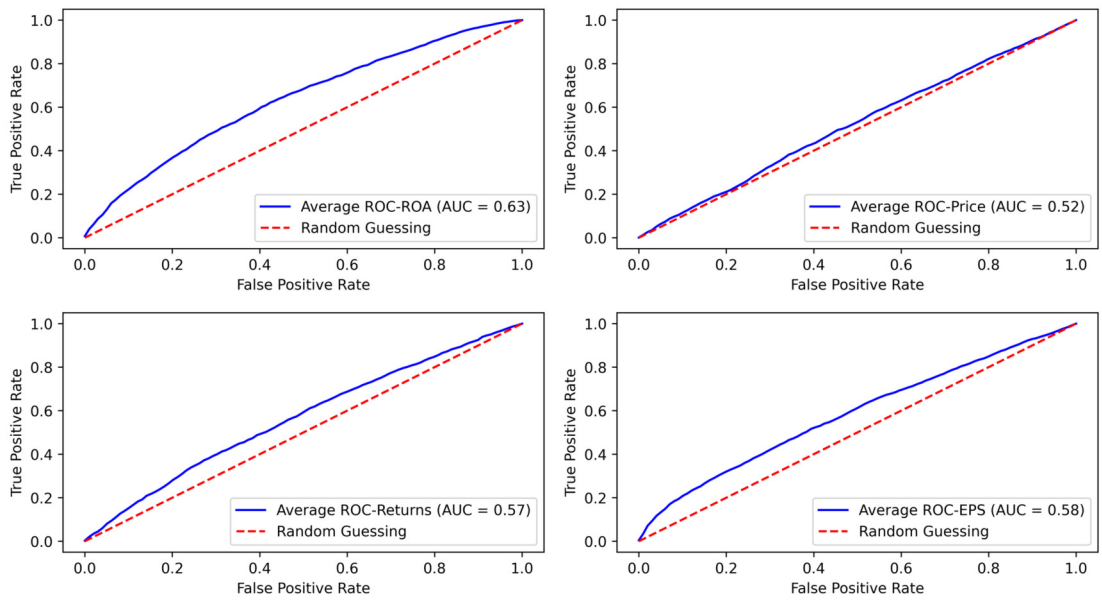 1.0
0.8
0.6
0.4
0.2
0.0
True Positive Rate
Average ROC-ROA (AUC = 0.63)
Random Guessing
0.0 0.2 0.4 0.6 0.8 1.0
False Positive Rate
1.0
0.8
0.6
0.4
0.2
0.0
True Positive Rate
Average ROC-Price (AUC = 0.52)
Random Guessing
0.0 0.2 0.4 0.6 0.8 1.0
False Positive Rate
1.0
0.8
0.6
0.4
0.2
0.0
True Positive Rate
Average ROC-Returns (AUC = 0.57)
Random Guessing
0.0 0.2 0.4 0.6 0.8 1.0
False Positive Rate
1.0
0.8
0.6
0.4
0.2
0.0
True Positive Rate
Average ROC-EPS (AUC = 0.58)
Random Guessing
0.0 0.2 0.4 0.6 0.8 1.0
False Positive Rate